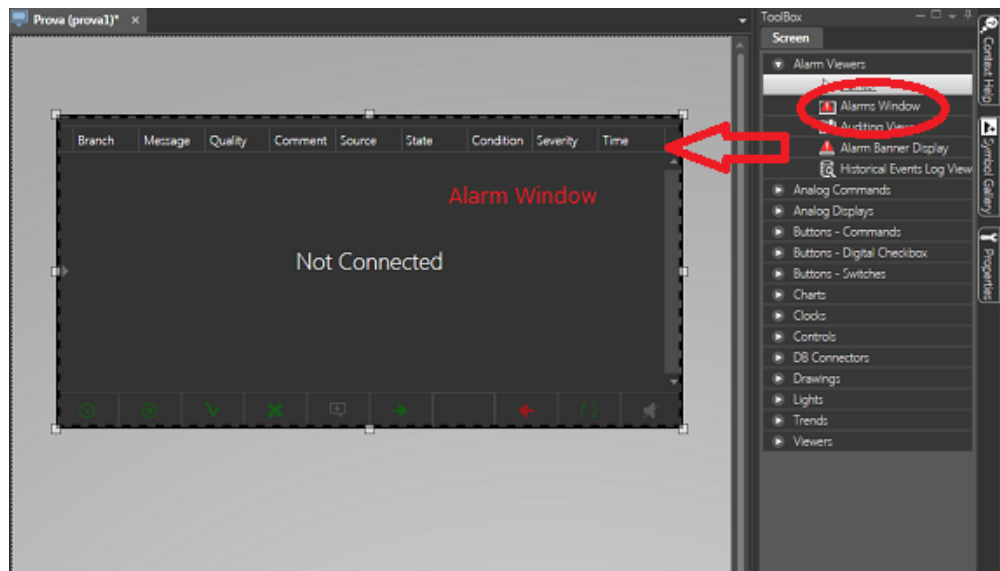 Prova (prova1)* ×
ToolBox
Screen
Alarm Viewers
Alarms Window
Auditing Viewer
Alarm Banner Display
Historical Events Log View
Analog Commands
Analog Displays
Buttons - Commands
Buttons - Digital Checkbox
Buttons - Switches
Charts
Clocks
Controls
DB Connectors
Drawings
Lights
Trends
Viewers
Context Help
Symbol Gallery
Properties
Branch Message Quality Comment Source State Condition Severity Time
Alarm Window
Not Connected